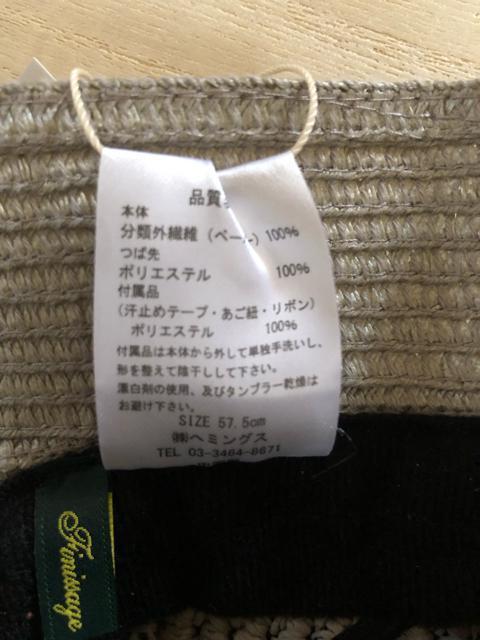 品質
本体
分類外繊維（ペーパー）100%
つば先
ポリエステル 100%
付属品
（汗止めテープ・あご紐・リボン）
ポリエステル 100%
付属品は本体から外して単独手洗いし、
形を整えて陰干しして下さい。
漂白剤の使用、及びタンブラー乾燥は
お避け下さい。
SIZE 57.5cm
㈱ヘミングス
TEL 03-3464-8671